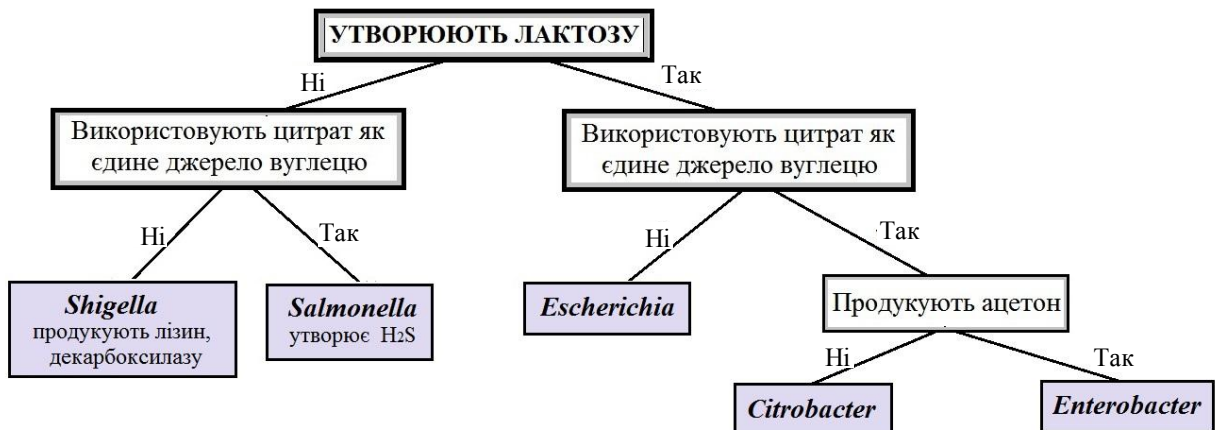 УТВОРЮЮТЬ ЛАКТОЗУ
Ні
Так
Використовують цитрат як
єдине джерело вуглецю
Використовують цитрат як
єдине джерело вуглецю
Ні
Так
Ні
Так
Shigella
продукують лізин,
декарбоксилазу
Salmonella
утворює H₂S
Escherichia
Продукують ацетон
Ні
Так
Citrobacter
Enterobacter